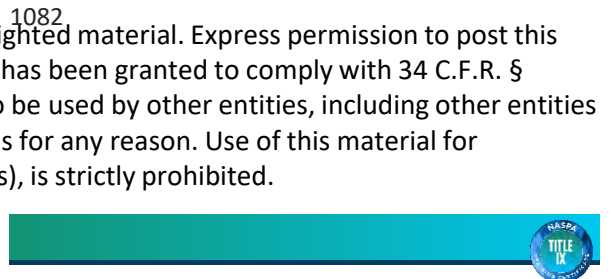 1082
ighted material. Express permission to post this
has been granted to comply with 34 C.F.R. §
o be used by other entities, including other entities
s for any reason. Use of this material for
s), is strictly prohibited.
NASPA
TITLE
IX